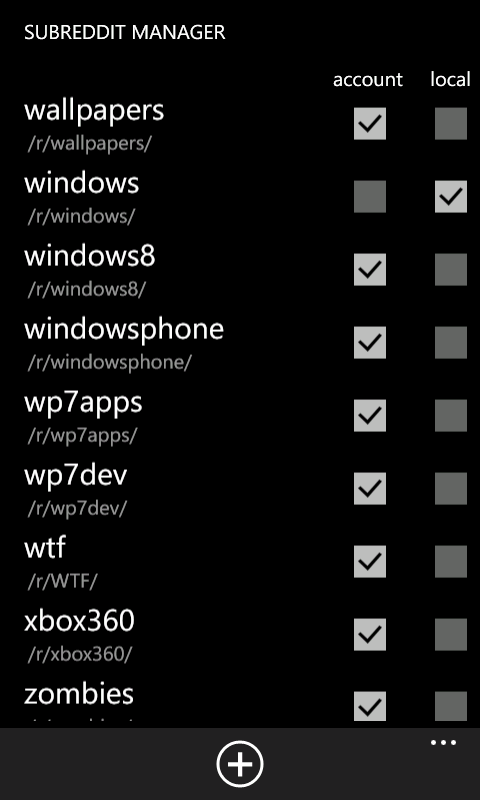 SUBREDDIT MANAGER
account local
wallpapers
/r/wallpapers/
windows
/r/windows/
windows8
/r/windows8/
windowsphone
/r/windowsphone/
wp7apps
/r/wp7apps/
wp7dev
/r/wp7dev/
wtf
/r/WTF/
xbox360
/r/xbox360/
zombies